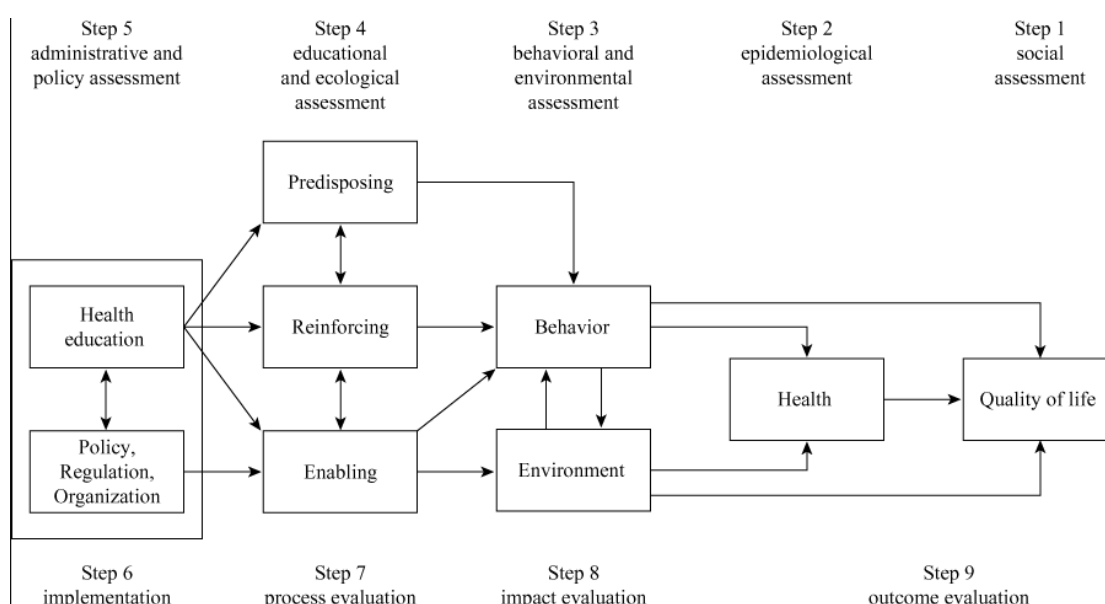 Step 5
administrative and
policy assessment
Step 4
educational
and ecological
assessment
Step 3
behavioral and
environmental
assessment
Step 2
epidemiological
assessment
Step 1
social
assessment
Predisposing
Health
education
Reinforcing
Behavior
Health
Quality of life
Policy,
Regulation,
Organization
Enabling
Environment
Step 6
implementation
Step 7
process evaluation
Step 8
impact evaluation
Step 9
outcome evaluation